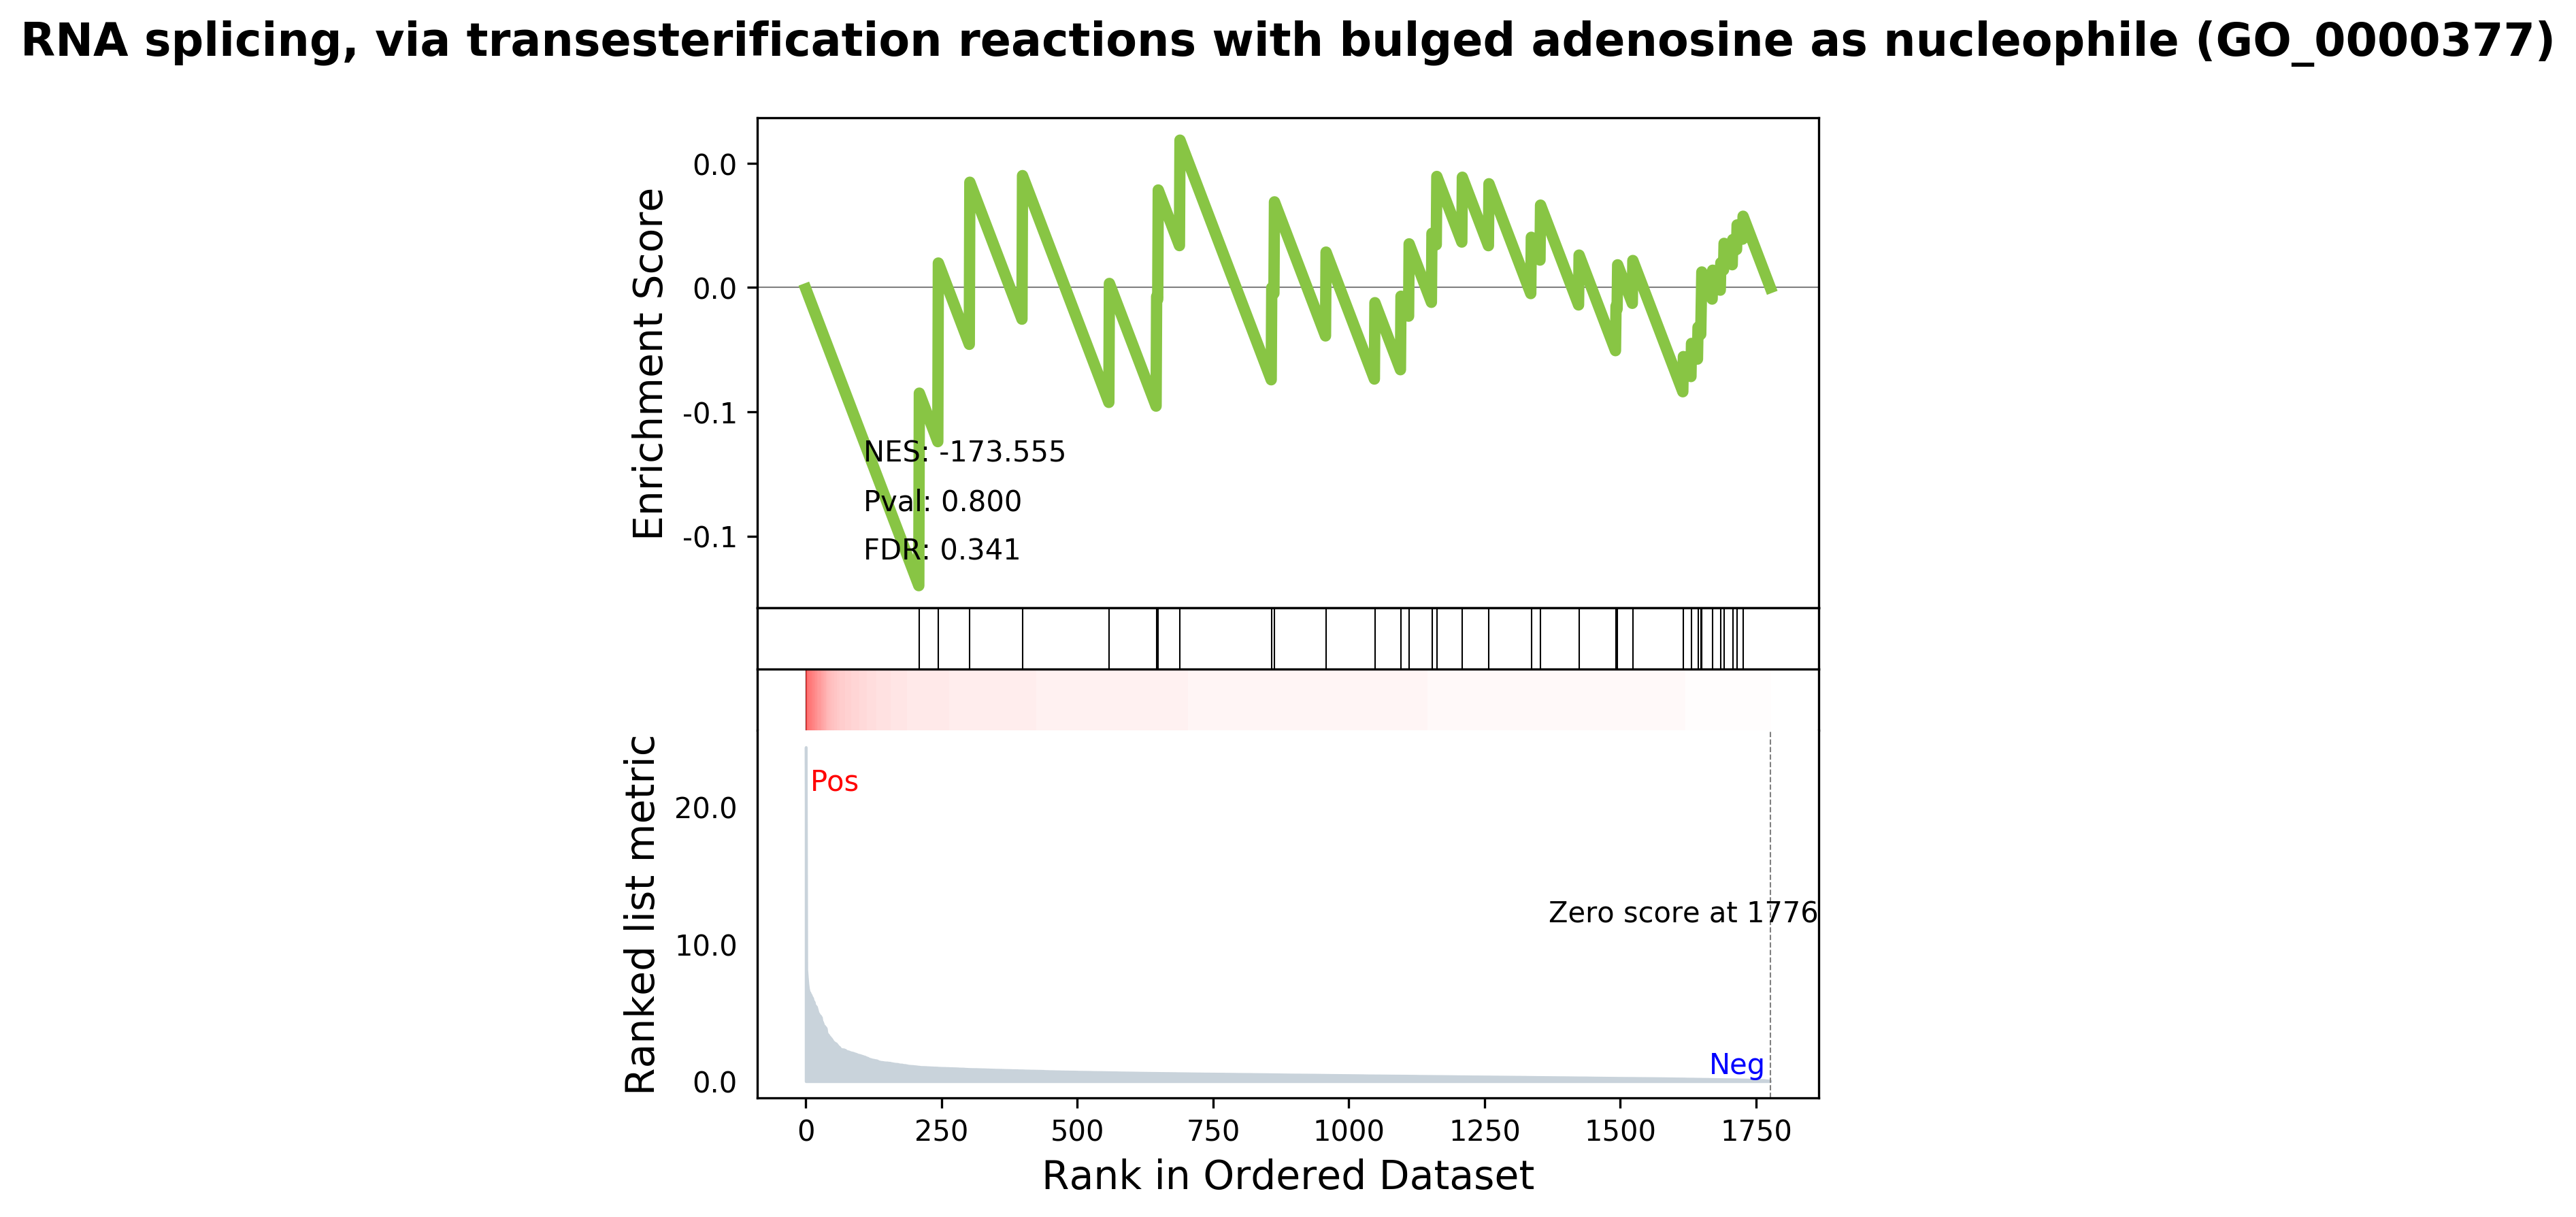 RNA splicing, via transesterification reactions with bulged adenosine as nucleophile (GO_0000377)
Enrichment Score
0.0
0.0
-0.1
-0.1
NES: -173.555
Pval: 0.800
FDR: 0.341
Ranked list metric
20.0
10.0
0.0
Pos
Zero score at 1776
Neg
0 250 500 750 1000 1250 1500 1750
Rank in Ordered Dataset